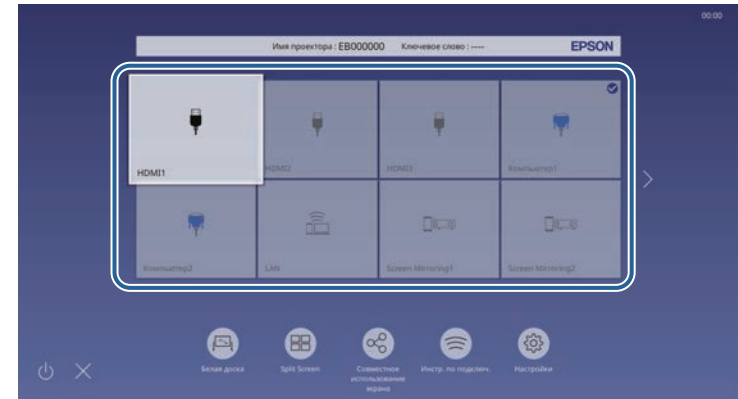 00:00
Имя проектора : EB000000 Ключевое слово : ---- EPSON
HDMI1
HDMI2
HDMI3
Компьютер1
Компьютер2
LAN
Screen Mirroring1
Screen Mirroring2
Белая доска
Split Screen
Совместное
использование
экрана
Инстр. по подключ.
Настройки